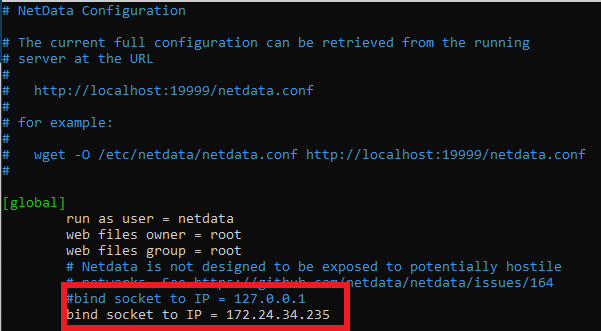 # NetData Configuration
# The current full configuration can be retrieved from the running
# server at the URL
#
#   http://localhost:19999/netdata.conf
#
# for example:
#
#   wget -O /etc/netdata/netdata.conf http://localhost:19999/netdata.conf
#
[global]
run as user = netdata
web files owner = root
web files group = root
# Netdata is not designed to be exposed to potentially hostile
# networks. See https://github.com/netdata/netdata/issues/164
#bind socket to IP = 127.0.0.1
bind socket to IP = 172.24.34.235